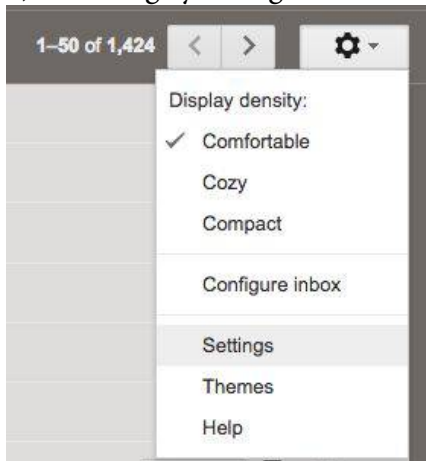 1–50 of 1,424
Display density:
Comfortable
Cozy
Compact
Configure inbox
Settings
Themes
Help